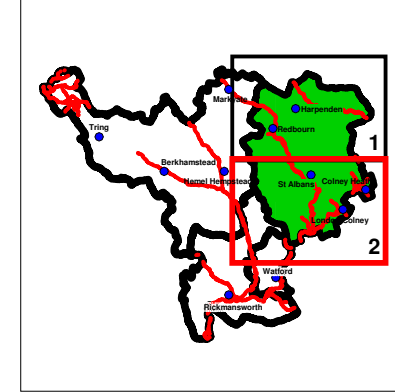 Markyate
Harpenden
Tring
Redbourn
1
Berkhamstead
Hemel Hempstead
St Albans
Colney Heath
London Colney
2
Watford
Rickmansworth